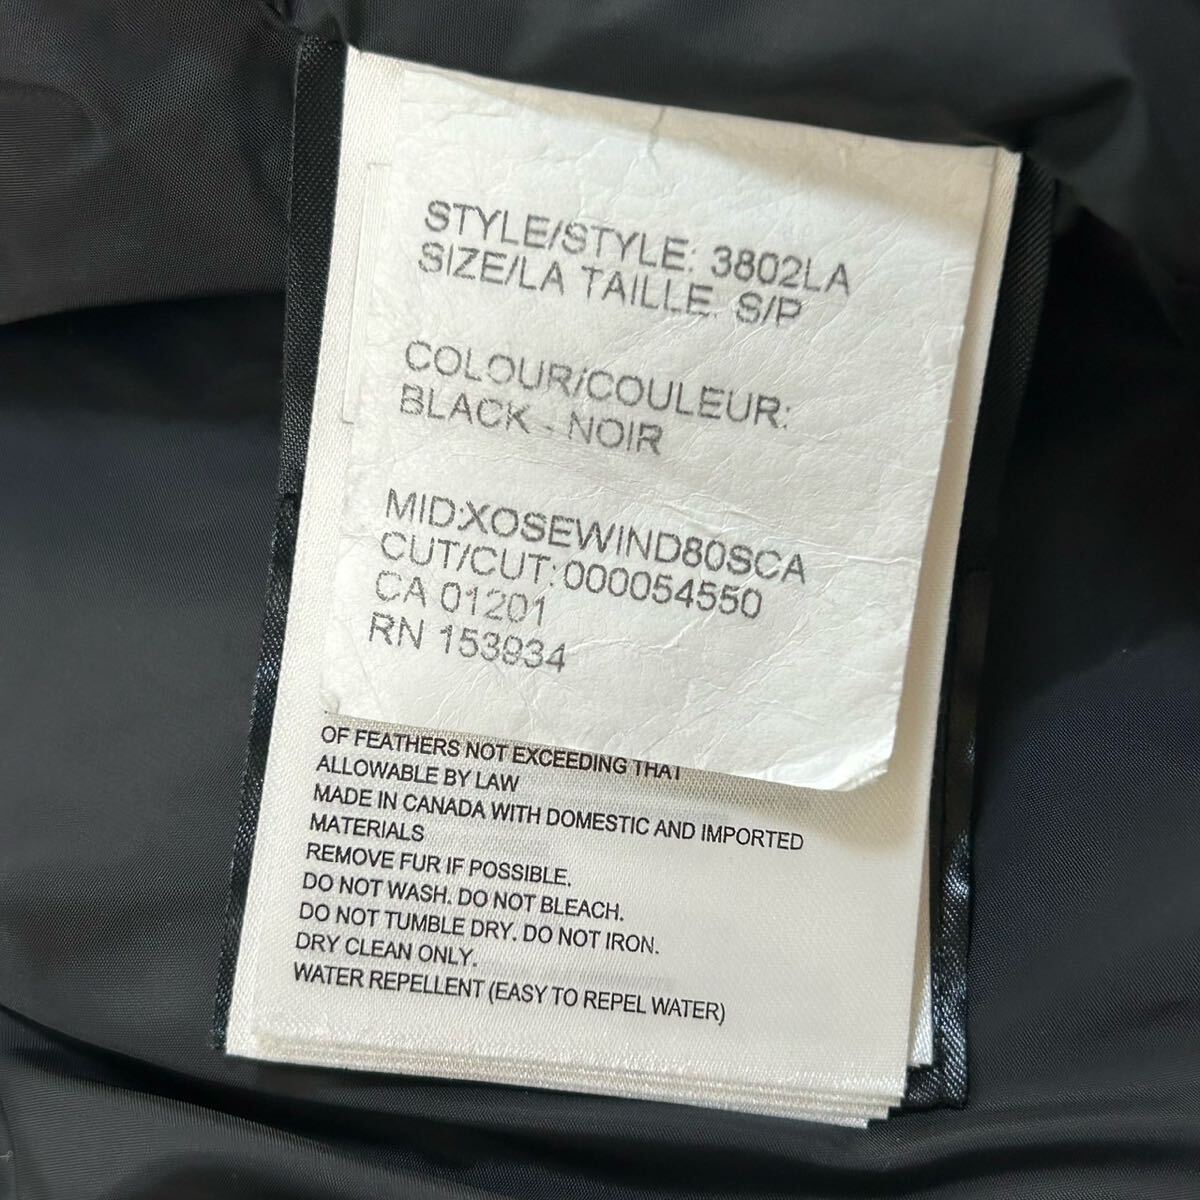 STYLE/STYLE: 3802LA
SIZE/LA TAILLE: S/P
COLOUR/COULEUR:
BLACK - NOIR
MID:XOSEWIND80SCA
CUT/CUT:000054550
CA 01201
RN 153934
OF FEATHERS NOT EXCEEDING THAT
ALLOWABLE BY LAW
MADE IN CANADA WITH DOMESTIC AND IMPORTED
MATERIALS
REMOVE FUR IF POSSIBLE.
DO NOT WASH. DO NOT BLEACH.
DO NOT TUMBLE DRY. DO NOT IRON.
DRY CLEAN ONLY.
WATER REPELLENT (EASY TO REPEL WATER)